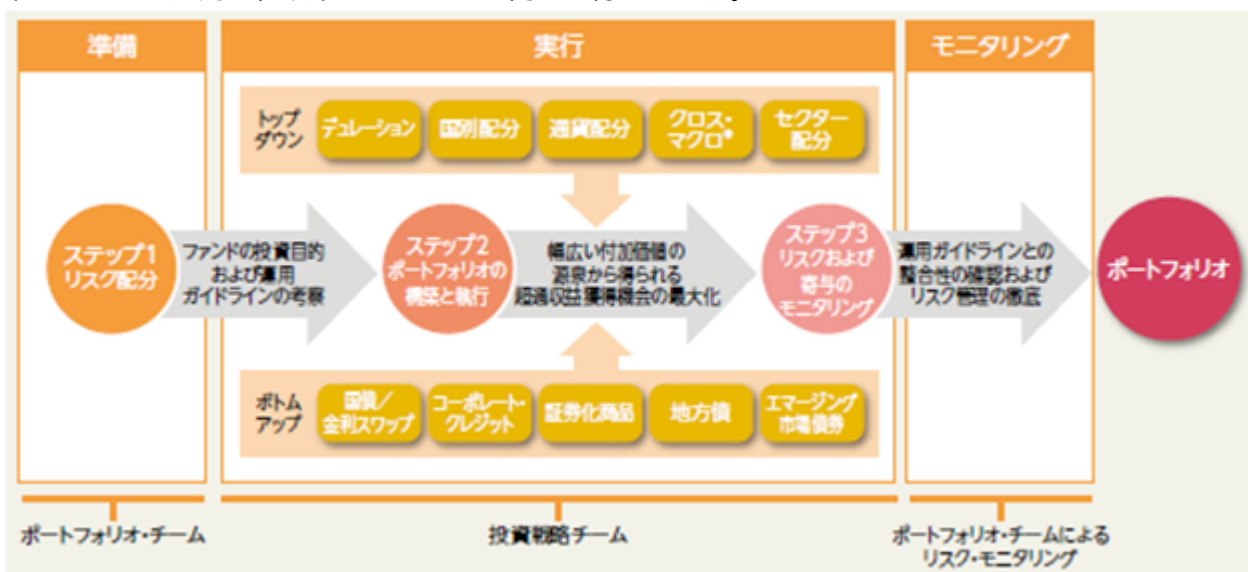 準備
実行
モニタリング
トップ
ダウン
デュレーション
国別配分
通貨配分
クロス・
マクロ*
セクター
配分
ステップ1
リスク配分
ファンドの投資目的
および運用
ガイドラインの考察
ステップ2
ポートフォリオの
構築と執行
幅広い付加価値の
源泉から得られる
超過収益獲得機会の最大化
ステップ3
リスクおよび
寄与の
モニタリング
運用ガイドラインとの
整合性の確認および
リスク管理の徹底
ポートフォリオ
ボトム
アップ
国債/
金利スワップ
コーポレート・
クレジット
証券化商品
地方債
エマージング
市場債券
ポートフォリオ・チーム
投資戦略チーム
ポートフォリオ・チームによる
リスク・モニタリング